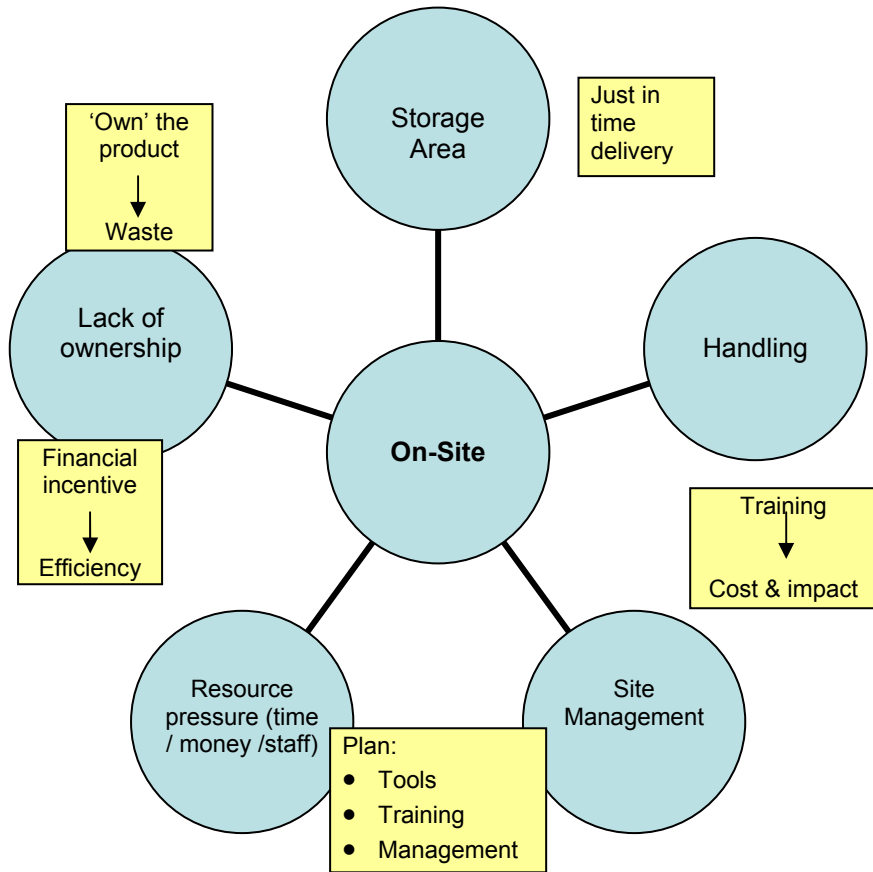 Storage
Area
Just in
time
delivery
‘Own’ the
product
Waste
Lack of
ownership
Handling
On-Site
Financial
incentive
Efficiency
Training
Cost & impact
Resource
pressure (time
/ money /staff)
Site
Management
Plan:
• Tools
• Training
• Management